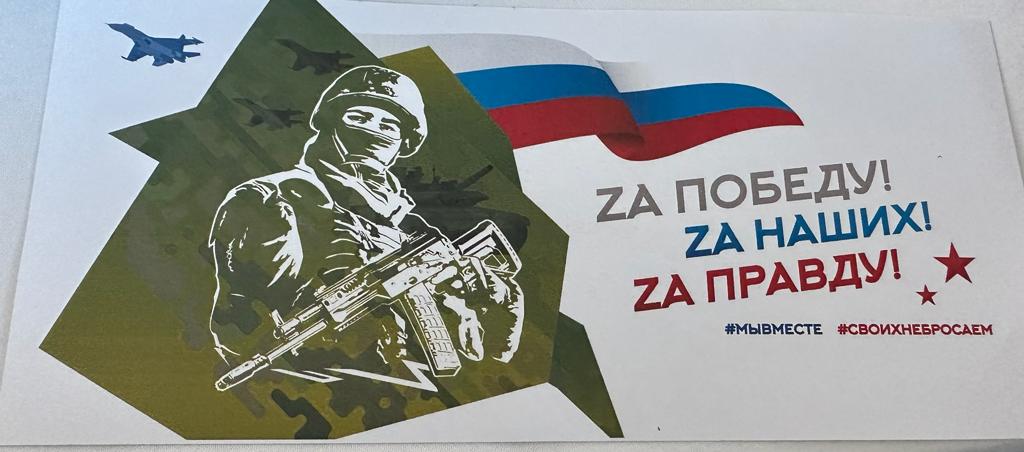 ZА ПОБЕДУ!
ZА НАШИХ!
ZА ПРАВДУ!
#МЫВМЕСТЕ #СВОИХНЕБРОСАЕМ